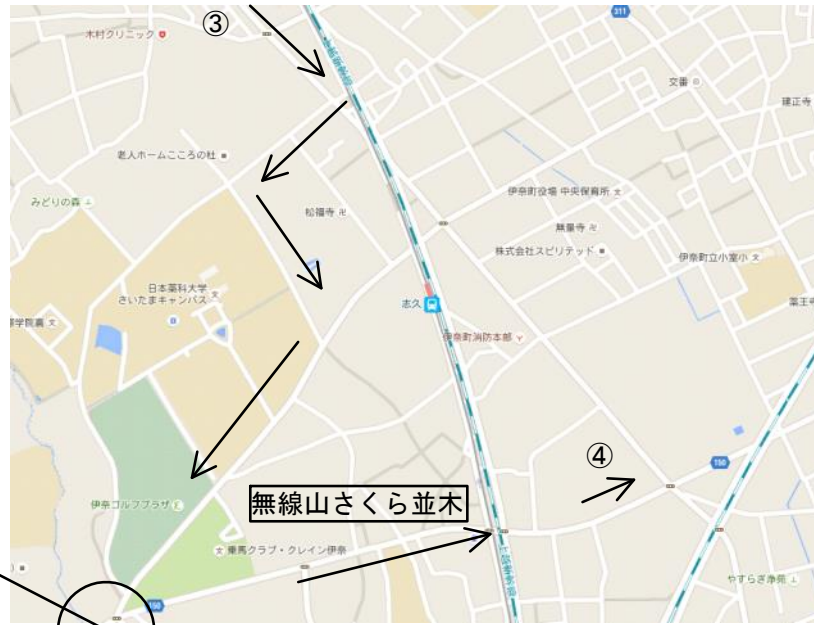 ③
311
木村クリニック
交番
建正寺
老人ホームこころの杜
みどりの森
松福寺
伊奈町役場 中央保育所
無量寺
株式会社スピリテッド
伊奈町立小室小
日本薬科大学
さいたまキャンパス
志久
薬王寺
学院裏
伊奈町消防本部
④
150
無線山さくら並木
伊奈ゴルフプラザ
乗馬クラブ・クレイン伊奈
やすらぎ浄苑
150